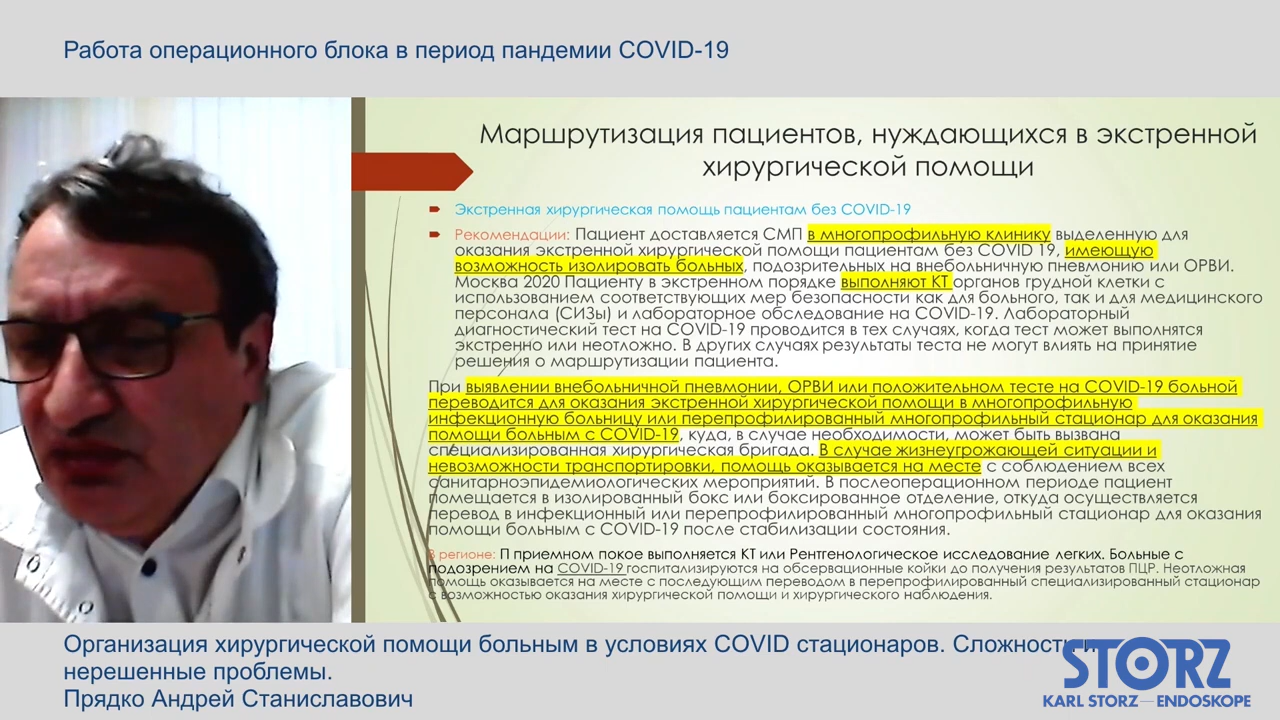 Работа операционного блока в период пандемии COVID-19
Маршрутизация пациентов, нуждающихся в экстренной
хирургической помощи
Экстренная хирургическая помощь пациентам без COVID-19
Рекомендации: Пациент доставляется СМП в многопрофильную клинику выделенную для
оказания экстренной хирургической помощи пациентам без COVID 19, имеющую
возможность изолировать больных, подозрительных на внебольничную пневмонию или ОРВИ.
Москва 2020 Пациенту в экстренном порядке выполняют КТ органов грудной клетки с
использованием соответствующих мер безопасности как для больного, так и для медицинского
персонала (СИЗы) и лабораторное обследование на COVID-19. Лабораторный
диагностический тест на COVID-19 проводится в тех случаях, когда тест может выполнятся
экстренно или неотложно. В других случаях результаты теста не могут влиять на принятие
решения о маршрутизации пациента.
При выявлении внебольничной пневмонии, ОРВИ или положительном тесте на COVID-19 больной
переводится для оказания экстренной хирургической помощи в многопрофильную
инфекционную больницу или перепрофилированный многопрофильный стационар для оказания
помощи больным с COVID-19, куда, в случае необходимости, может быть вызвана
специализированная хирургическая бригада. В случае жизнеугрожающей ситуации и
невозможности транспортировки, помощь оказывается на месте с соблюдением всех
санитарноэпидемиологических мероприятий. В послеоперационном периоде пациент
помещается в изолированный бокс или боксированное отделение, откуда осуществляется
перевод в инфекционный или перепрофилированный многопрофильный стационар для оказания
помощи больным с COVID-19 после стабилизации состояния.
В регионе: П приемном покое выполняется КТ или Рентгенологическое исследование легких. Больные с
подозрением на COVID-19 госпитализируются на обсервационные койки до получения результатов ПЦР. Неотложная
помощь оказывается на месте с последующим переводом в перепрофилированный специализированный стационар
с возможностью оказания хирургической помощи и хирургического наблюдения.
Организация хирургической помощи больным в условиях COVID стационаров. Сложности и
нерешенные проблемы.
Прядко Андрей Станиславович
STORZ
KARL STORZ — ENDOSKOPE